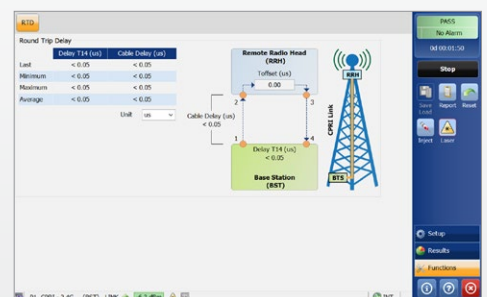 RTD
Round Trip Delay
Delay T14 (us) Cable Delay (us)
Last < 0.05 < 0.05
Minimum < 0.05 < 0.05
Maximum < 0.05 < 0.05
Average < 0.05 < 0.05
Unit us
Remote Radio Head
(RRH)
Toffset (us)
0.00
2 3
Cable Delay (us)
< 0.05
1 4
Delay T14 (us)
< 0.05
Base Station
(BST)
RRH
CPRI Link
BTS
PASS
No Alarm
0d 00:01:50
Stop
Save
Load
Report
Reset
Inject
Laser
Setup
Results
Functions
LINK
INT